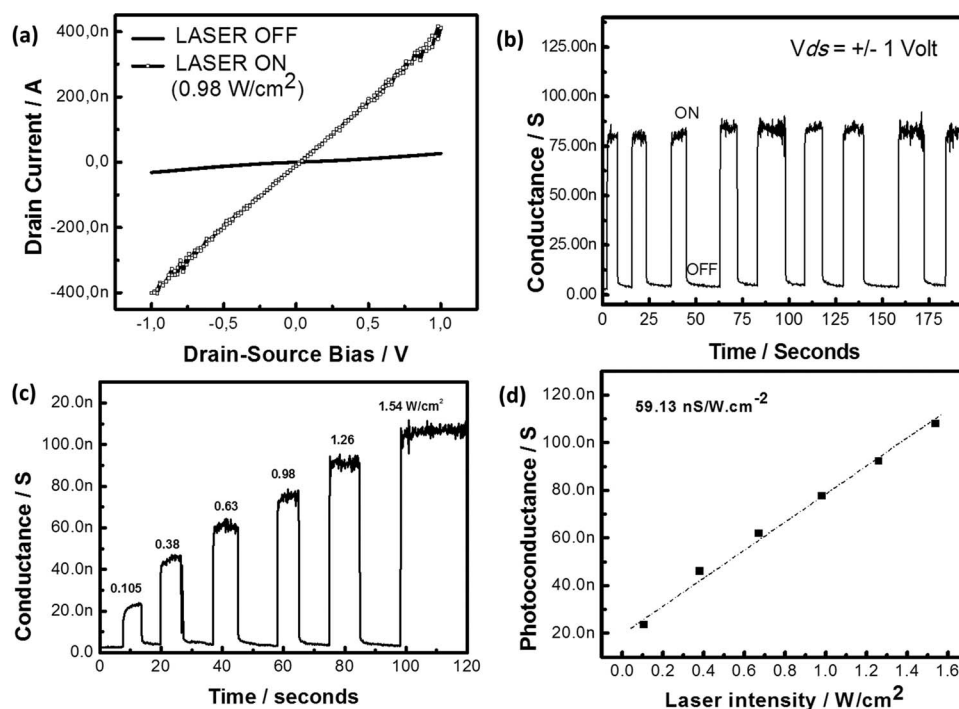 (a)
LASER OFF
LASER ON
(0.98 W/cm²)
400,0n
200,0n
0,0
-200,0n
-400,0n
Drain Current / A
-1,0
-0,5
0,0
0,5
1,0
Drain-Source Bias / V
(b)
Vds = +/- 1 Volt
ON
OFF
125.00n
100.00n
75.00n
50.00n
25.00n
0.00
Conductance / S
0
25
50
75
100
125
150
175
Time / Seconds
(c)
1.54 W/cm²
1.26
0.98
0.63
0.38
0.105
20.0n
100.0n
80.0n
60.0n
40.0n
20.0n
0.0
Conductance / S
0
20
40
60
80
100
120
Time / seconds
(d)
59.13 nS/W.cm⁻²
120.0n
100.0n
80.0n
60.0n
40.0n
20.0n
Photoconductance / S
0.0
0.2
0.4
0.6
0.8
1.0
1.2
1.4
1.6
Laser intensity / W/cm²